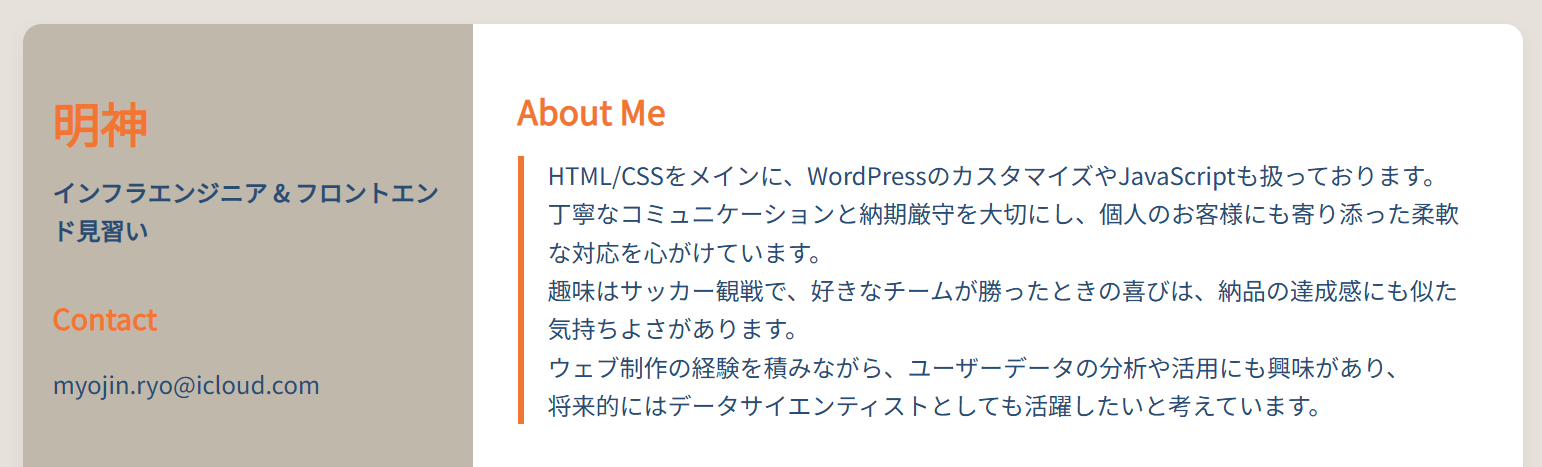 明神
インフラエンジニア & フロントエン
ド見習い
Contact
myojin.ryo@icloud.com
About Me
HTML/CSSをメインに、WordPressのカスタマイズやJavaScriptも扱っております。
丁寧なコミュニケーションと納期厳守を大切にし、個人のお客様にも寄り添った柔軟
な対応を心がけています。
趣味はサッカー観戦で、好きなチームが勝ったときの喜びは、納品の達成感にも似た
気持ちよさがあります。
ウェブ制作の経験を積みながら、ユーザーデータの分析や活用にも興味があり、
将来的にはデータサイエンティストとしても活躍したいと考えています。